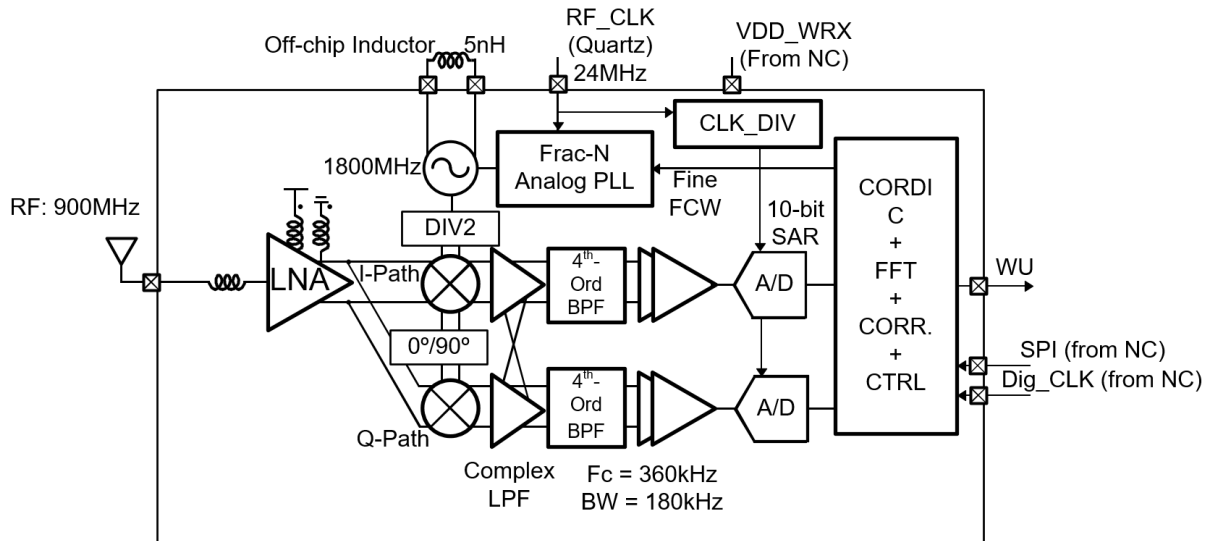 RF_CLK
(Quartz)
24MHz
VDD_WRX
(From NC)
Off-chip Inductor
5nH
CLK_DIV
1800MHz
Frac-N
Analog PLL
Fine
FCW
RF: 900MHz
DIV2
10-bit
SAR
LNA
I-Path
4th-
Ord
BPF
A/D
CORDI
C
+
FFT
+
CORR.
+
CTRL
WU
0º/90º
SPI (from NC)
Dig_CLK (from NC)
4th-
Ord
BPF
A/D
Q-Path
Complex
LPF
Fc = 360kHz
BW = 180kHz